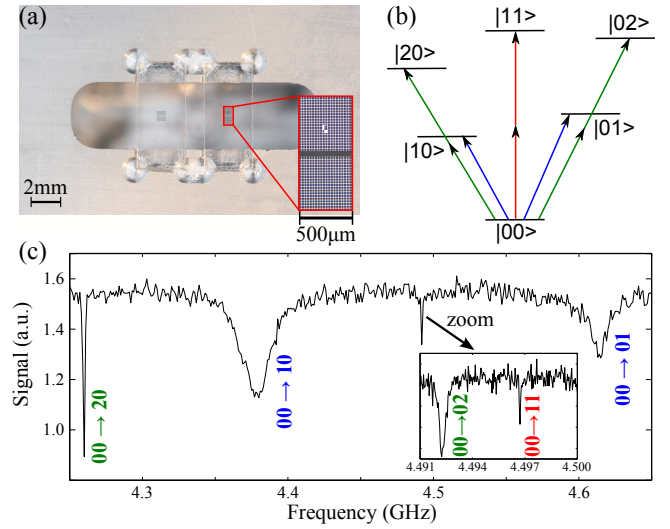 (a)
2mm
500μm
(b)
|11>
|02>
|20>
|01>
|10>
|00>
(c)
Signal (a.u.)
1.6
1.4
1.2
1.0
00→20
00→10
zoom
00→02
00→11
4.491
4.494
4.497
4.500
00→01
4.3
4.4
4.5
4.6
Frequency (GHz)